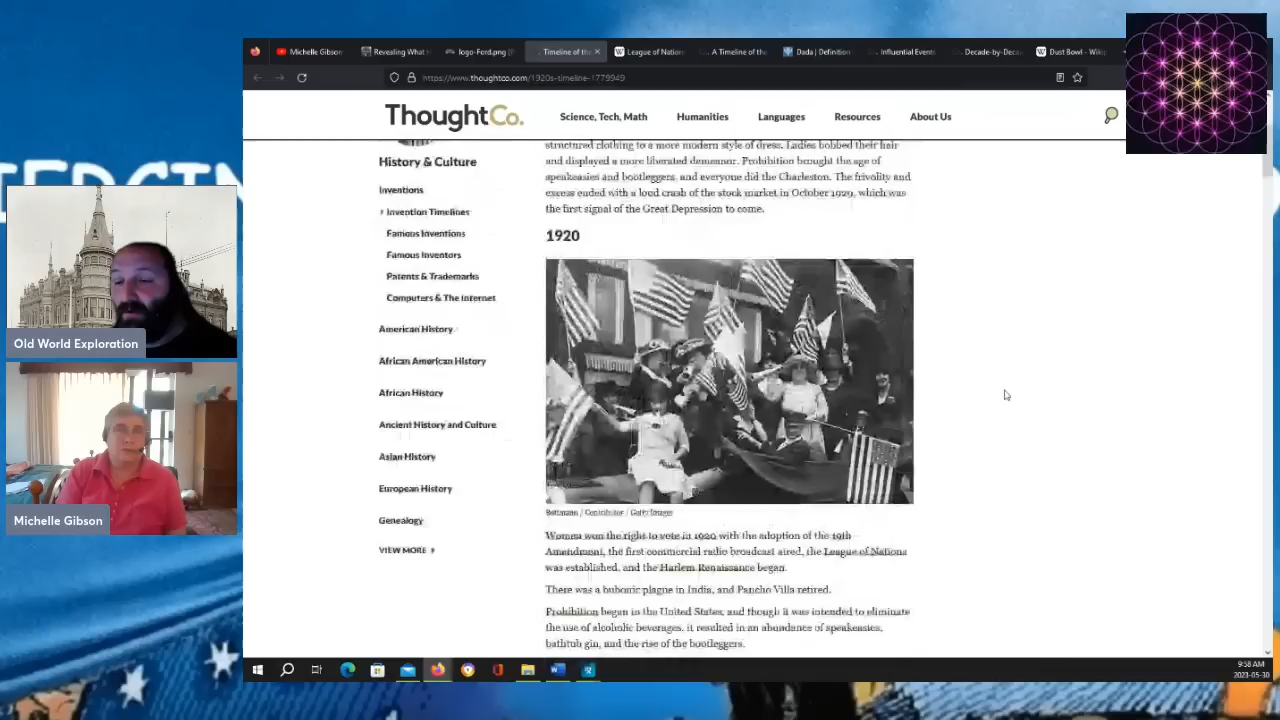 Michelle Gibson
Revealing What
logo-Ford.png
Timeline of the
League of Nation
A Timeline of the
Dada | Definition
Influential Events
Decade-by-Deca
Dust Bowl - Wiki
https://www.thoughtco.com/1920s-timeline-1779949
ThoughtCo.
Science, Tech, Math
Humanities
Languages
Resources
About Us
History & Culture
Inventions
Invention Timelines
Famous Inventions
Famous Inventors
Patents & Trademarks
Computers & The Internet
American History
African American History
African History
Ancient History and Culture
Asian History
European History
Genealogy
VIEW MORE
structured clothing to a more modern style of dress. Ladies bobbed their hair
and displayed a more liberated demeanor. Prohibition brought the age of
speakeasies and bootleggers, and everyone did the Charleston. The frivolity and
excess ended with a loud crash of the stock market in October 1929, which was
the first signal of the Great Depression to come.
1920
Bettmann / Contributor / Getty Images
Women won the right to vote in 1920 with the adoption of the 19th
Amendment, the first commercial radio broadcast aired, the League of Nations
was established, and the Harlem Renaissance began.
There was a bubonic plague in India, and Pancho Villa retired.
Prohibition began in the United States, and though it was intended to eliminate
the use of alcoholic beverages, it resulted in an abundance of speakeasies,
bathtub gin, and the rise of the bootleggers.
Old World Exploration
Michelle Gibson
9:58 AM
2023-05-30